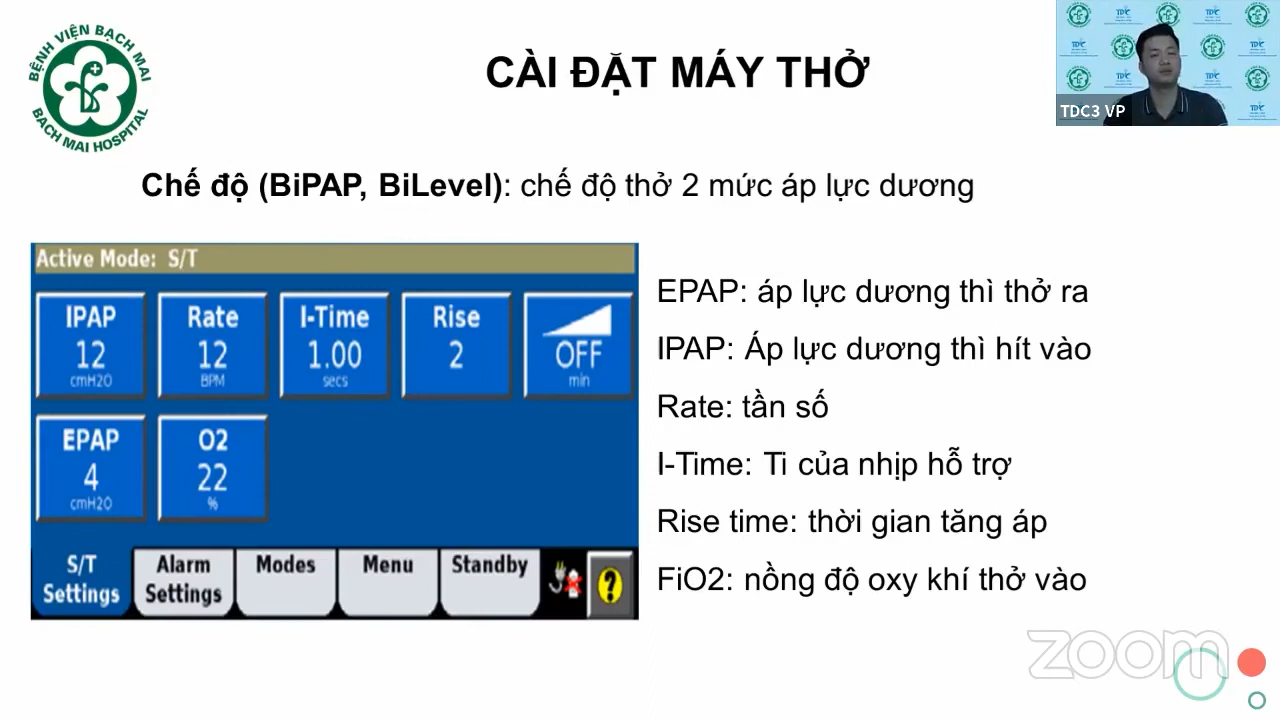 BỆNH VIỆN BẠCH MAI
BACH MAI HOSPITAL
CÀI ĐẶT MÁY THỞ
TDC3 VP
Chế độ (BiPAP, BiLevel): chế độ thở 2 mức áp lực dương
Active Mode: S/T
IPAP
12
cmH2O
Rate
12
BPM
I-Time
1.00
secs
Rise
2
OFF
min
EPAP
4
cmH2O
O2
22
%
S/T
Settings
Alarm
Settings
Modes
Menu
Standby
?
EPAP: áp lực dương thì thở ra
IPAP: Áp lực dương thì hít vào
Rate: tần số
I-Time: Ti của nhịp hỗ trợ
Rise time: thời gian tăng áp
FiO2: nồng độ oxy khí thở vào
zoom